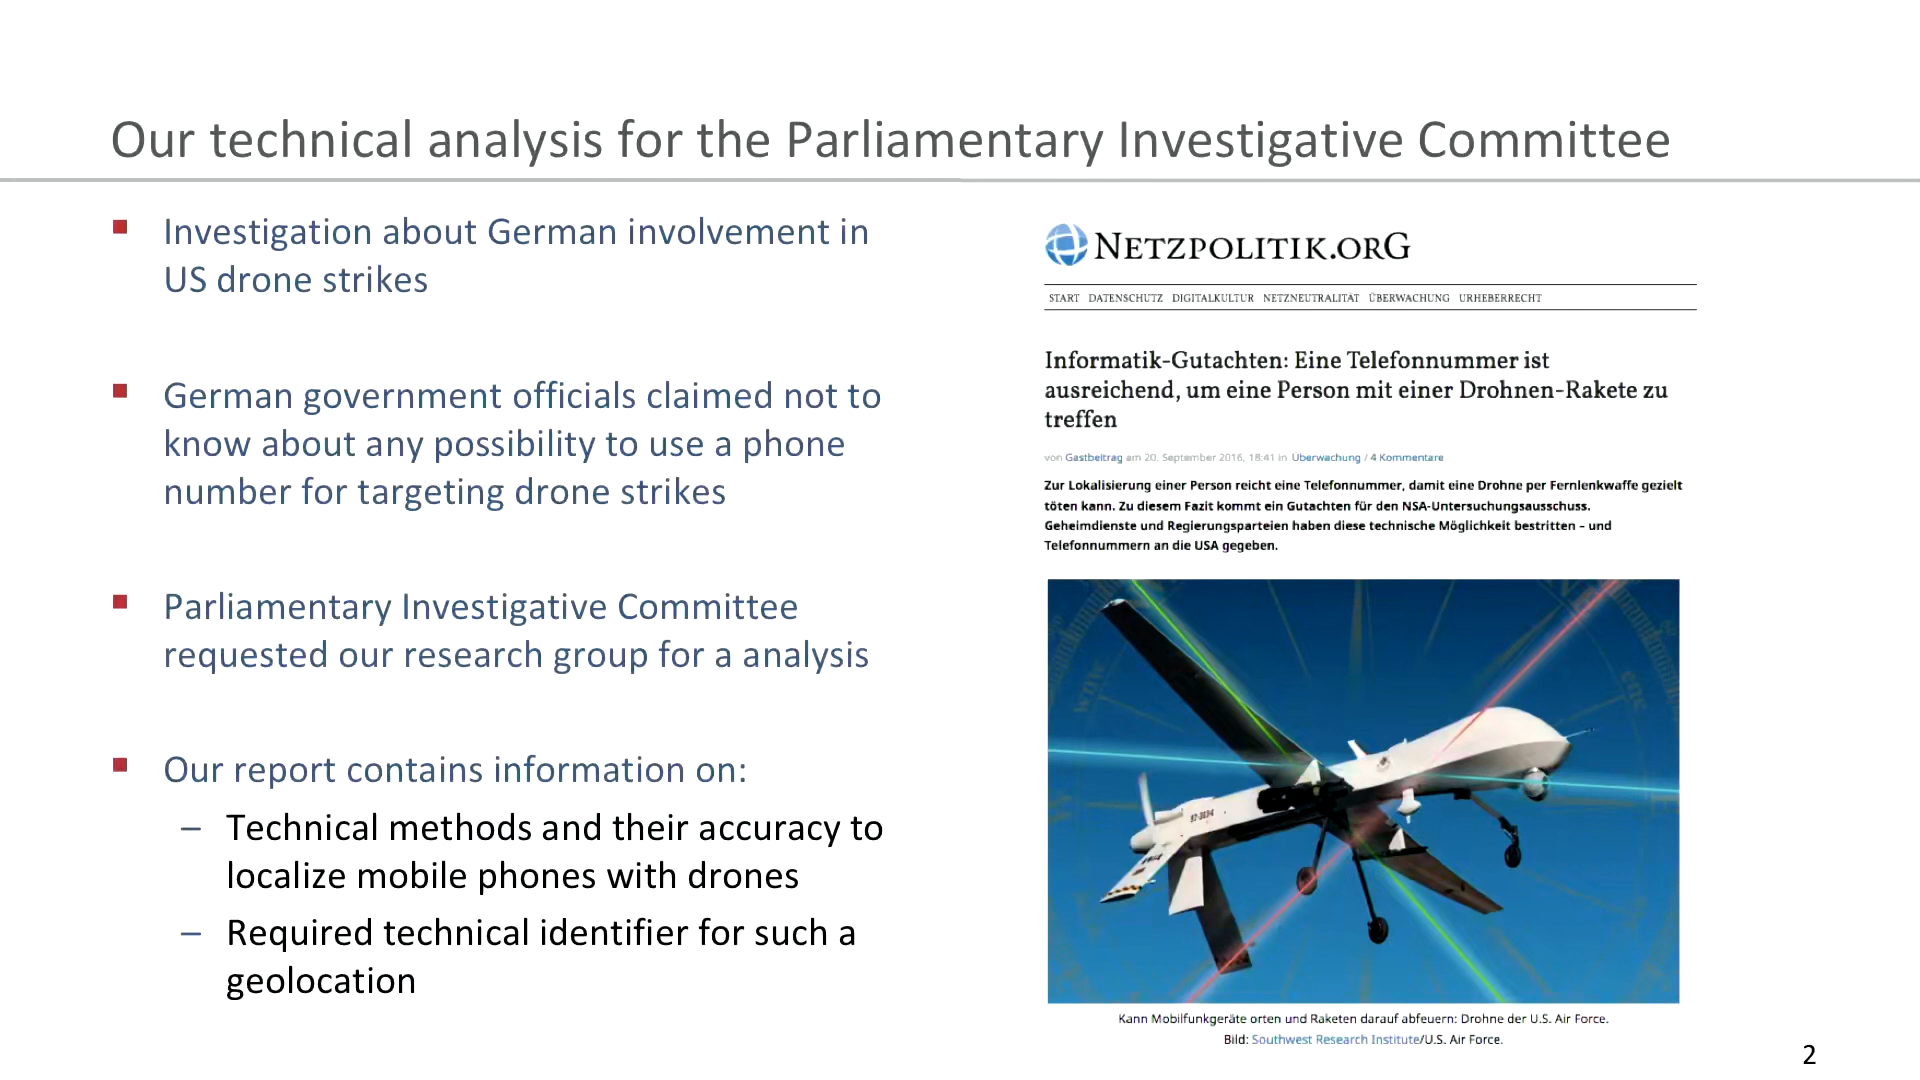 Our technical analysis for the Parliamentary Investigative Committee
Investigation about German involvement in
US drone strikes
German government officials claimed not to
know about any possibility to use a phone
number for targeting drone strikes
Parliamentary Investigative Committee
requested our research group for a analysis
Our report contains information on:
– Technical methods and their accuracy to
localize mobile phones with drones
– Required technical identifier for such a
geolocation
NETZPOLITIK.ORG
START DATENSCHUTZ DIGITALKULTUR NETZNEUTRALITÄT ÜBERWACHUNG URHEBERRECHT
Informatik-Gutachten: Eine Telefonnummer ist
ausreichend, um eine Person mit einer Drohnen-Rakete zu
treffen
von Gastbeitrag am 20. September 2016, 18:41 in Überwachung / 4 Kommentare
Zur Lokalisierung einer Person reicht eine Telefonnummer, damit eine Drohne per Fernlenkwaffe gezielt
töten kann. Zu diesem Fazit kommt ein Gutachten für den NSA-Untersuchungsausschuss.
Geheimdienste und Regierungsparteien haben diese technische Möglichkeit bestritten – und
Telefonnummern an die USA gegeben.
Kann Mobilfunkgeräte orten und Raketen darauf abfeuern: Drohne der U.S. Air Force.
Bild: Southwest Research Institute/U.S. Air Force.
2